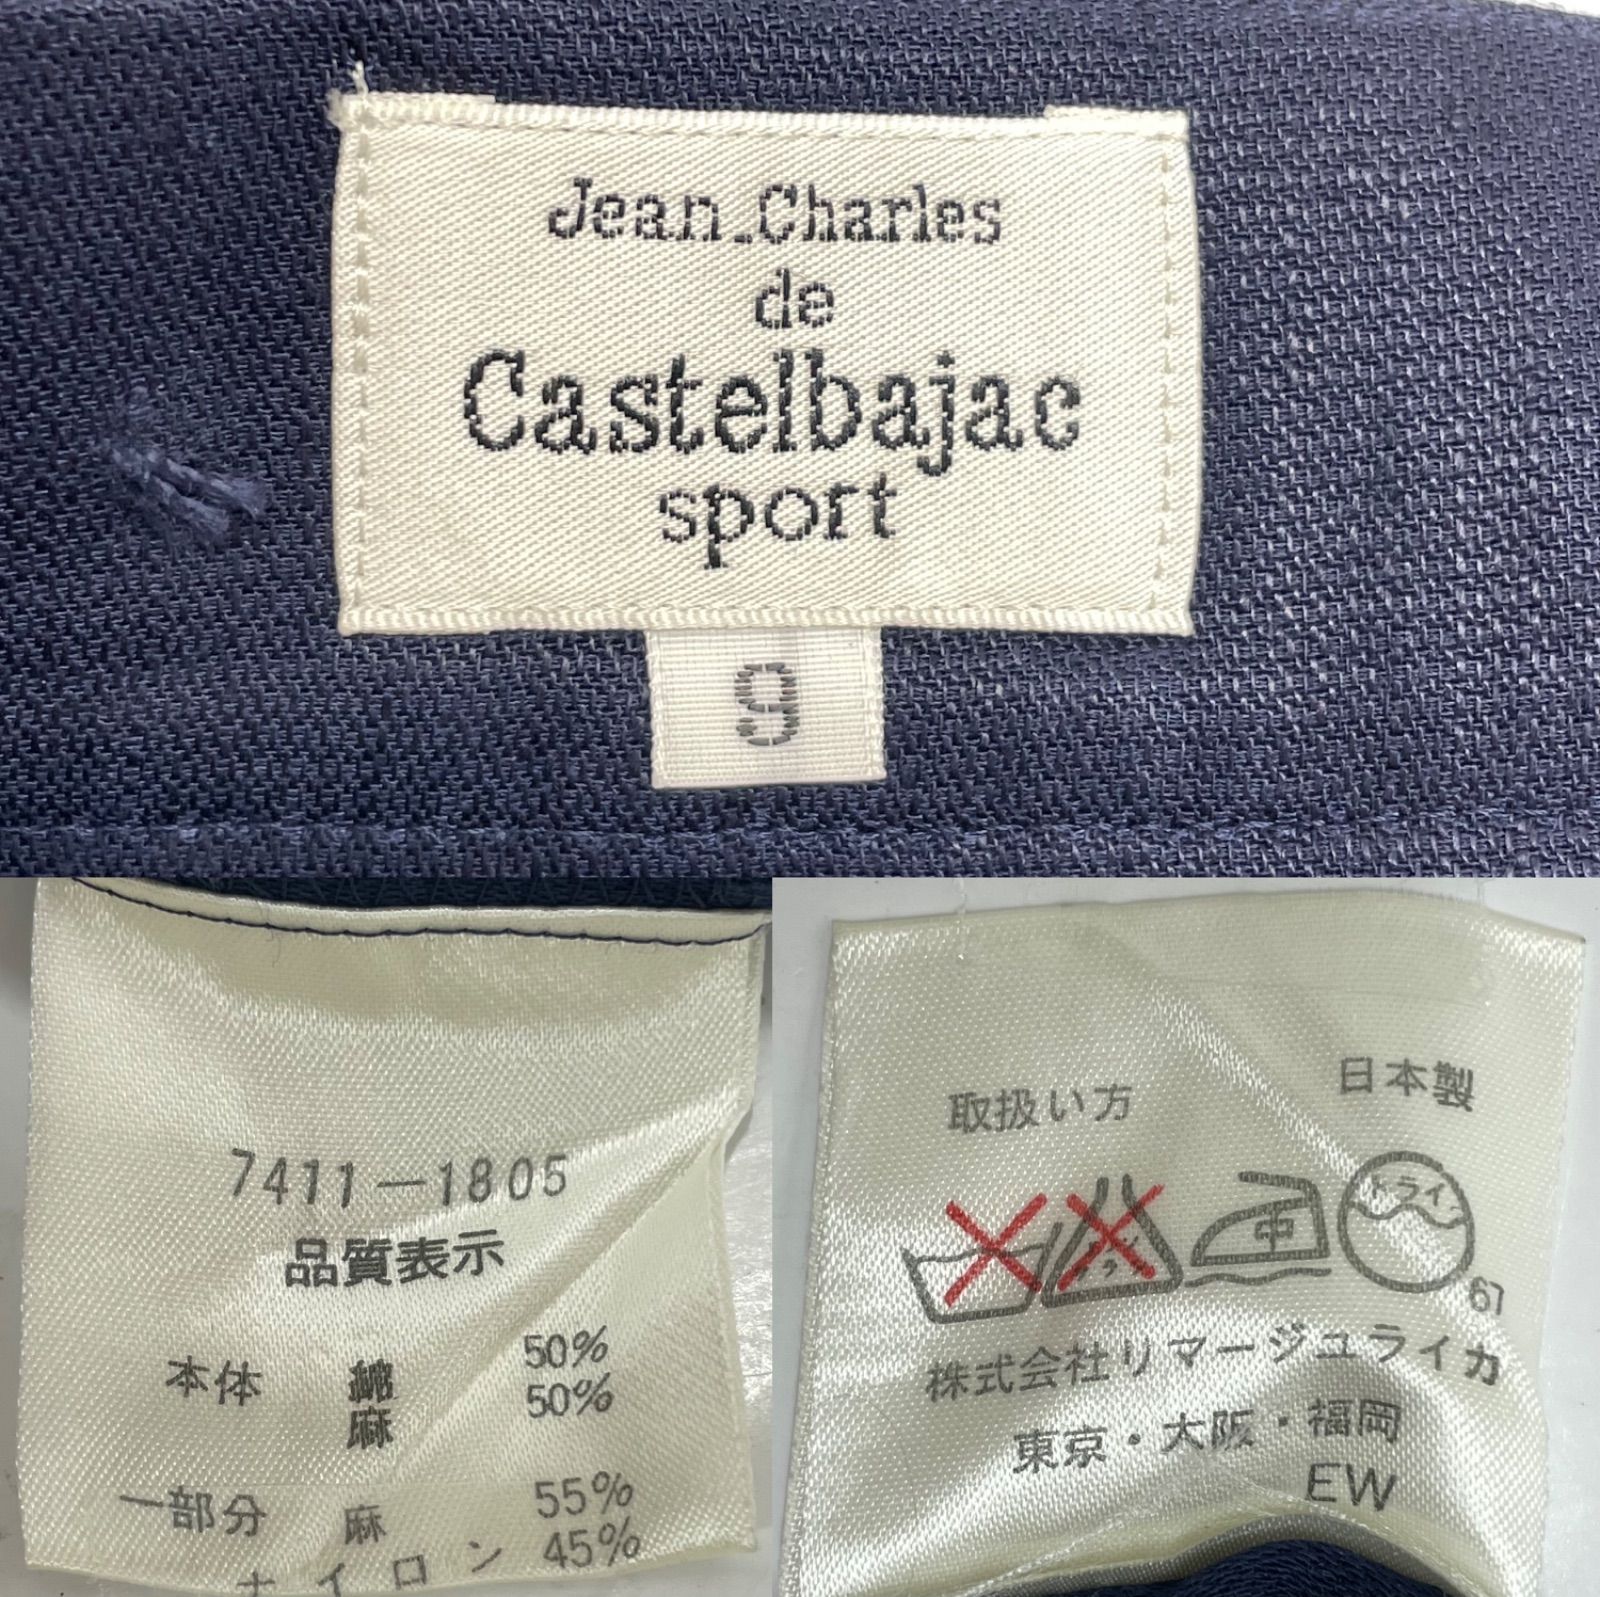 Jean_Charles
de
Castelbajac
sport
9
7411-1805
品質表示
本体 綿 50%
麻 50%
一部分 麻 55%
ナイロン 45%
日本製
取扱い方
中 ドライ
67
株式会社リマージュライカ
東京・大阪・福岡
EW